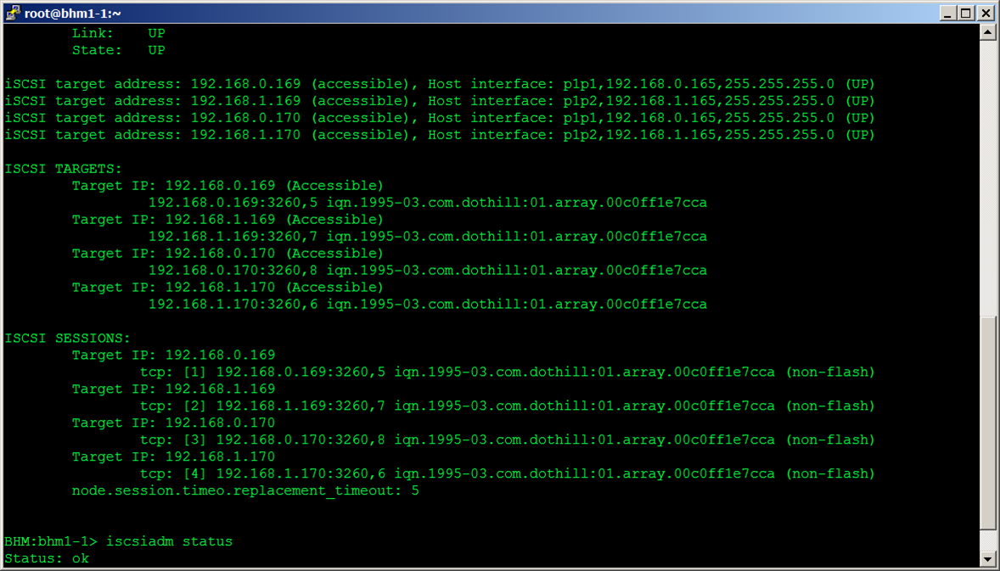 root@bhm1-1:~
Link: UP
State: UP
iSCSI target address: 192.168.0.169 (accessible), Host interface: p1p1,192.168.0.165,255.255.255.0 (UP)
iSCSI target address: 192.168.1.169 (accessible), Host interface: p1p2,192.168.1.165,255.255.255.0 (UP)
iSCSI target address: 192.168.0.170 (accessible), Host interface: p1p1,192.168.0.165,255.255.255.0 (UP)
iSCSI target address: 192.168.1.170 (accessible), Host interface: p1p2,192.168.1.165,255.255.255.0 (UP)
ISCSI TARGETS:
Target IP: 192.168.0.169 (Accessible)
192.168.0.169:3260,5 iqn.1995-03.com.dothill:01.array.00c0ff1e7cca
Target IP: 192.168.1.169 (Accessible)
192.168.1.169:3260,7 iqn.1995-03.com.dothill:01.array.00c0ff1e7cca
Target IP: 192.168.0.170 (Accessible)
192.168.0.170:3260,8 iqn.1995-03.com.dothill:01.array.00c0ff1e7cca
Target IP: 192.168.1.170 (Accessible)
192.168.1.170:3260,6 iqn.1995-03.com.dothill:01.array.00c0ff1e7cca
ISCSI SESSIONS:
Target IP: 192.168.0.169
tcp: [1] 192.168.0.169:3260,5 iqn.1995-03.com.dothill:01.array.00c0ff1e7cca (non-flash)
Target IP: 192.168.1.169
tcp: [2] 192.168.1.169:3260,7 iqn.1995-03.com.dothill:01.array.00c0ff1e7cca (non-flash)
Target IP: 192.168.0.170
tcp: [3] 192.168.0.170:3260,8 iqn.1995-03.com.dothill:01.array.00c0ff1e7cca (non-flash)
Target IP: 192.168.1.170
tcp: [4] 192.168.1.170:3260,6 iqn.1995-03.com.dothill:01.array.00c0ff1e7cca (non-flash)
node.session.timeo.replacement_timeout: 5
BHM:bhm1-1> iscsiadm status
Status: ok